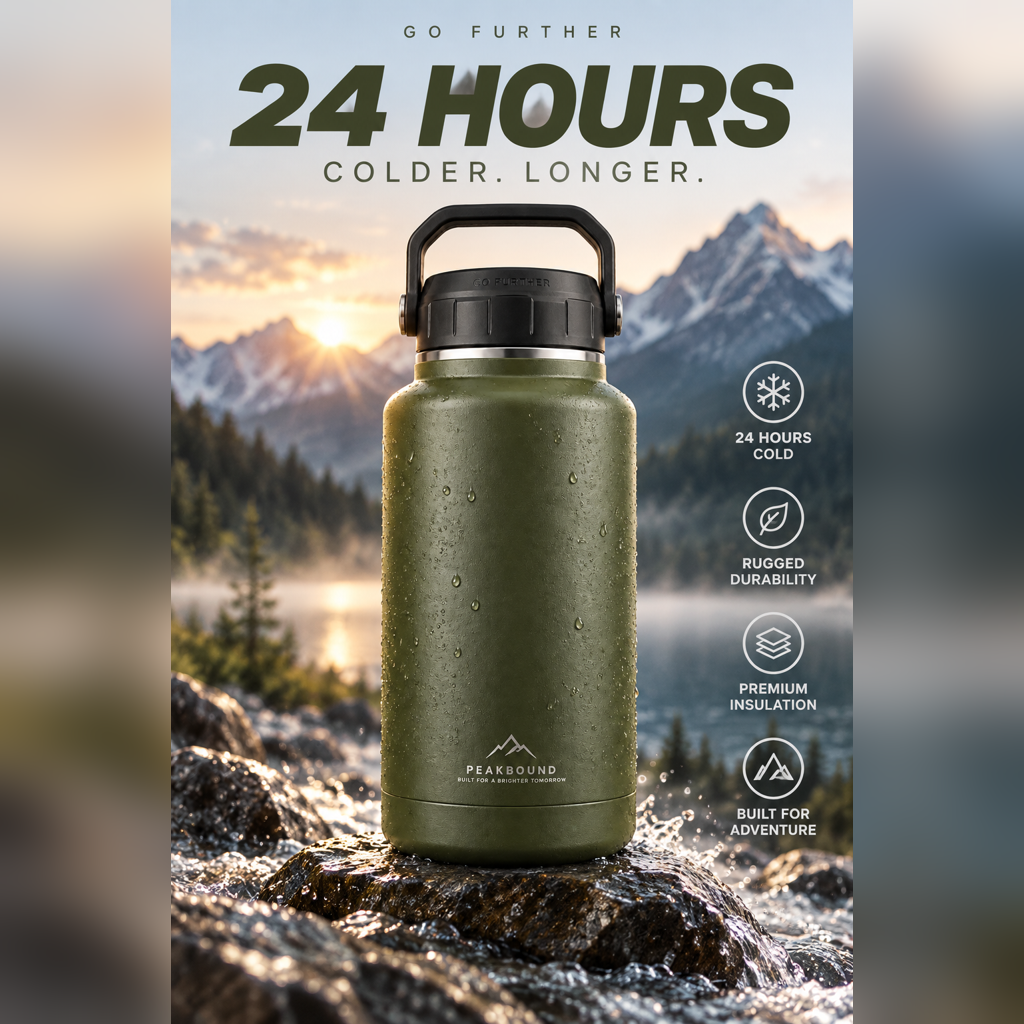 GO FURTHER
24 HOURS
COLDER. LONGER.
GO FURTHER
24 HOURS
COLD
RUGGED
DURABILITY
PREMIUM
INSULATION
PEAKBOUND
BUILT FOR A BRIGHTER TOMORROW
BUILT FOR
ADVENTURE